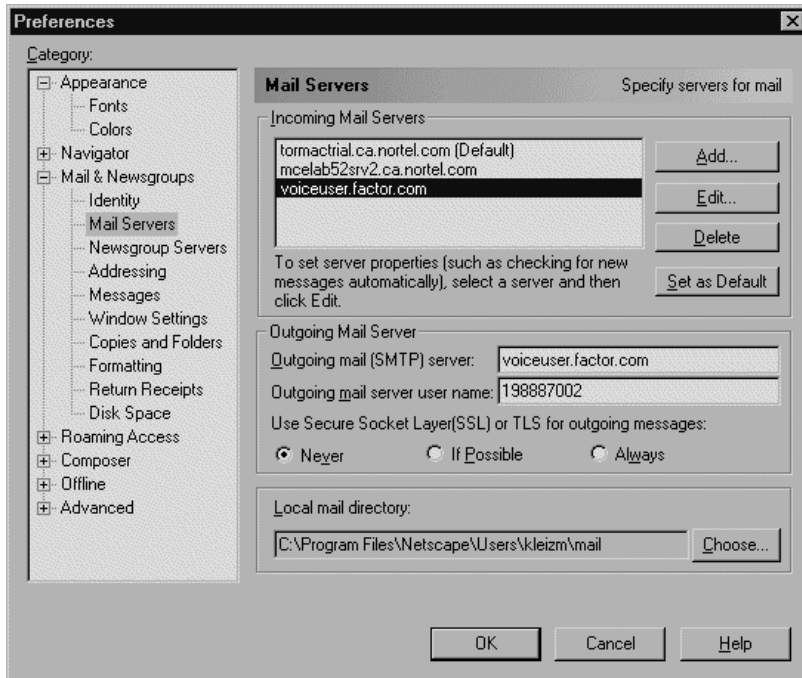 Preferences
Category:
Appearance
Fonts
Colors
Navigator
Mail & Newsgroups
Identity
Mail Servers
Newsgroup Servers
Addressing
Messages
Window Settings
Copies and Folders
Formatting
Return Receipts
Disk Space
Roaming Access
Composer
Offline
Advanced
Mail Servers Specify servers for mail
Incoming Mail Servers
tormactrial.ca.nortel.com (Default)
mcelab52srv2.ca.nortel.com
voiceuser.factor.com
Add...
Edit...
Delete
Set as Default
To set server properties (such as checking for new
messages automatically), select a server and then
click Edit.
Outgoing Mail Server
Outgoing mail (SMTP) server: voiceuser.factor.com
Outgoing mail server user name: 198887002
Use Secure Socket Layer(SSL) or TLS for outgoing messages:
Never If Possible Always
Local mail directory:
C:\Program Files\Netscape\Users\kleizm\mail Choose...
OK Cancel Help